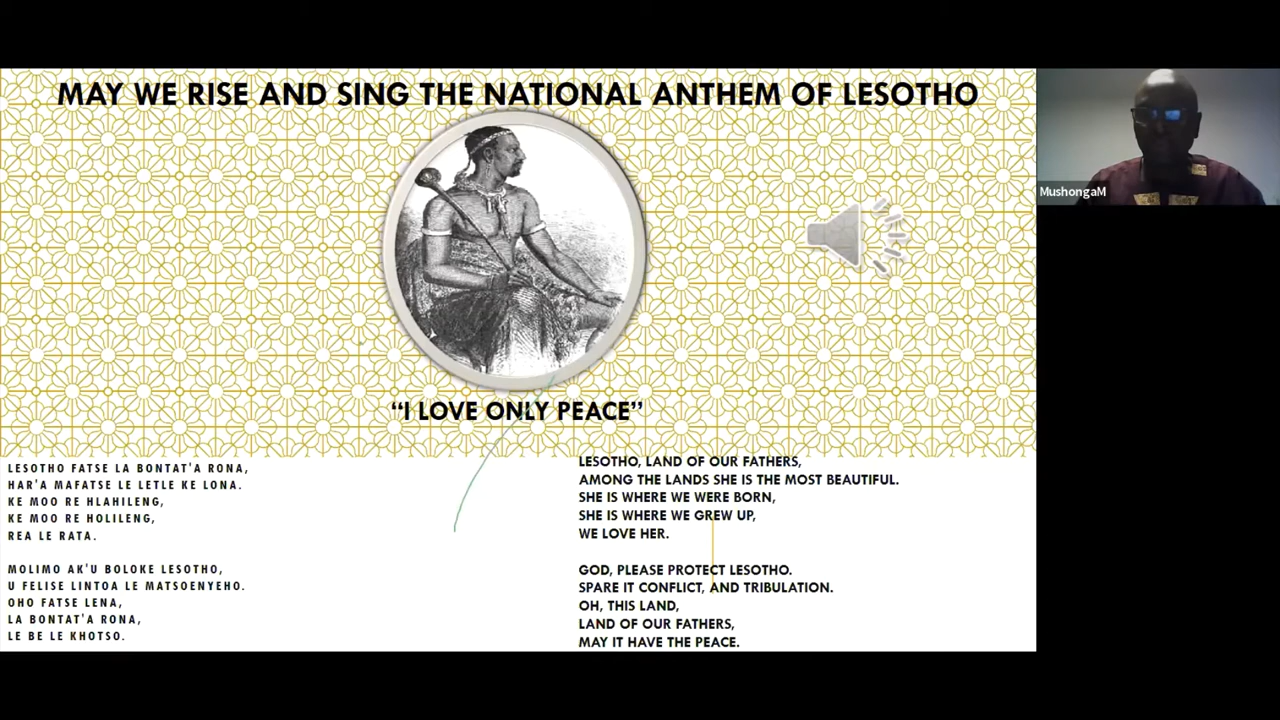 MAY WE RISE AND SING THE NATIONAL ANTHEM OF LESOTHO
MushongaM
“I LOVE ONLY PEACE”
LESOTHO FATSE LA BONTAT'A RONA,
HAR'A MAFATSE LE LETLE KE LONA.
KE MOO RE HLAHILENG,
KE MOO RE HOLILENG,
REA LE RATA.
MOLIMO AK'U BOLOKE LESOTHO,
U FELISE LINTOA LE MATSOENYEHO.
OHO FATSE LENA,
LA BONTAT'A RONA,
LE BE LE KHOTSO.
LESOTHO, LAND OF OUR FATHERS,
AMONG THE LANDS SHE IS THE MOST BEAUTIFUL.
SHE IS WHERE WE WERE BORN,
SHE IS WHERE WE GREW UP,
WE LOVE HER.
GOD, PLEASE PROTECT LESOTHO.
SPARE IT CONFLICT, AND TRIBULATION.
OH, THIS LAND,
LAND OF OUR FATHERS,
MAY IT HAVE THE PEACE.